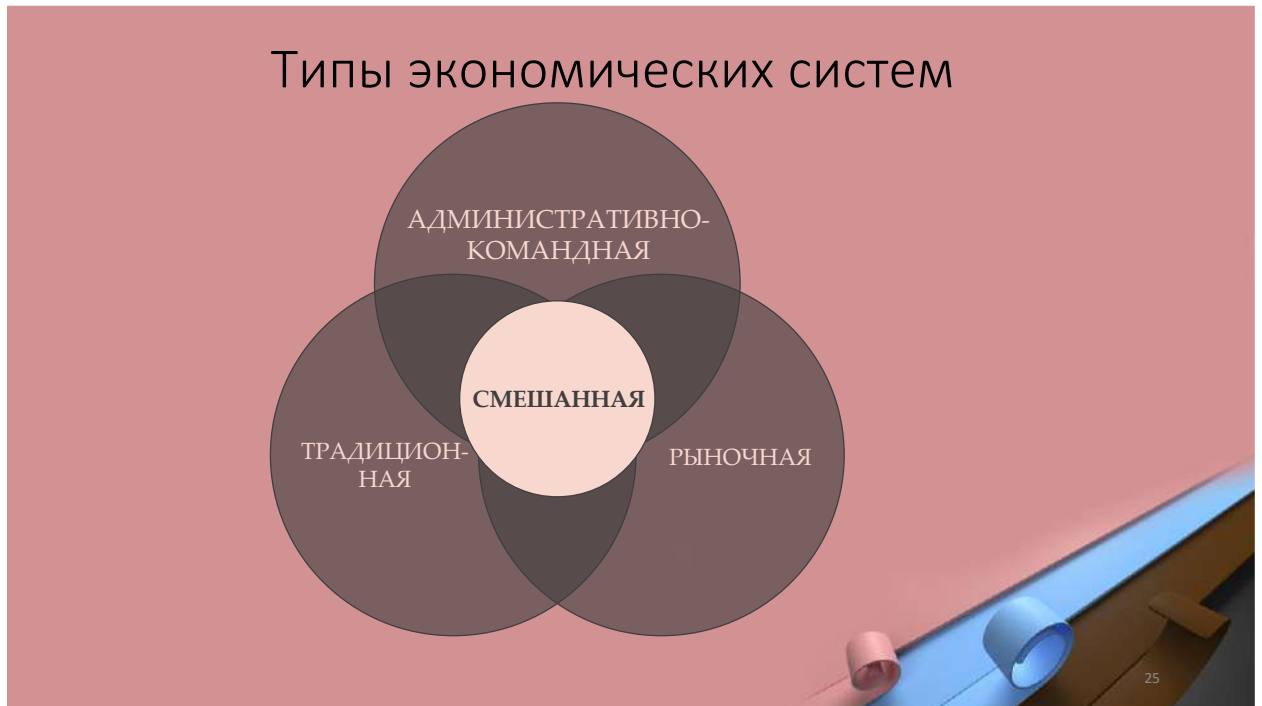 Типы экономических систем
АДМИНИСТРАТИВНО-
КОМАНДНАЯ
СМЕШАННАЯ
ТРАДИЦИОН-
НАЯ
РЫНОЧНАЯ
25